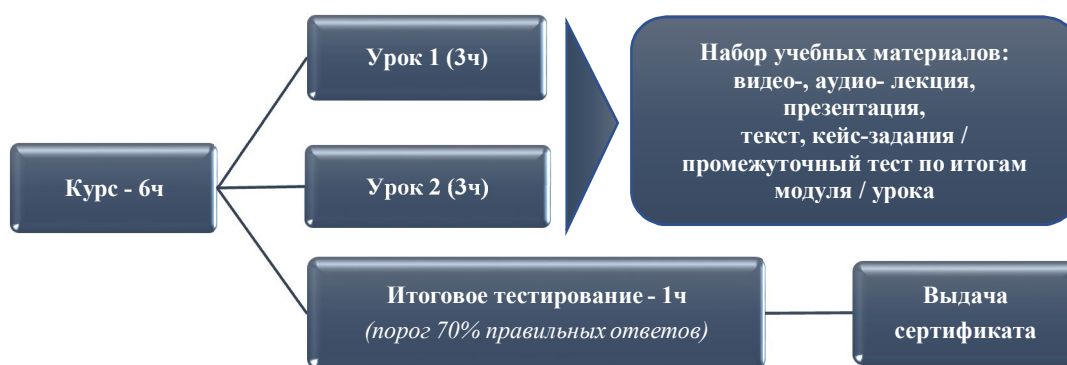 Курс - 6ч
Урок 1 (3ч)
Урок 2 (3ч)
Набор учебных материалов:
видео-, аудио- лекция,
презентация,
текст, кейс-задания /
промежуточный тест по итогам
модуля / урока
Итоговое тестирование - 1ч
(порог 70% правильных ответов)
Выдача
сертификата